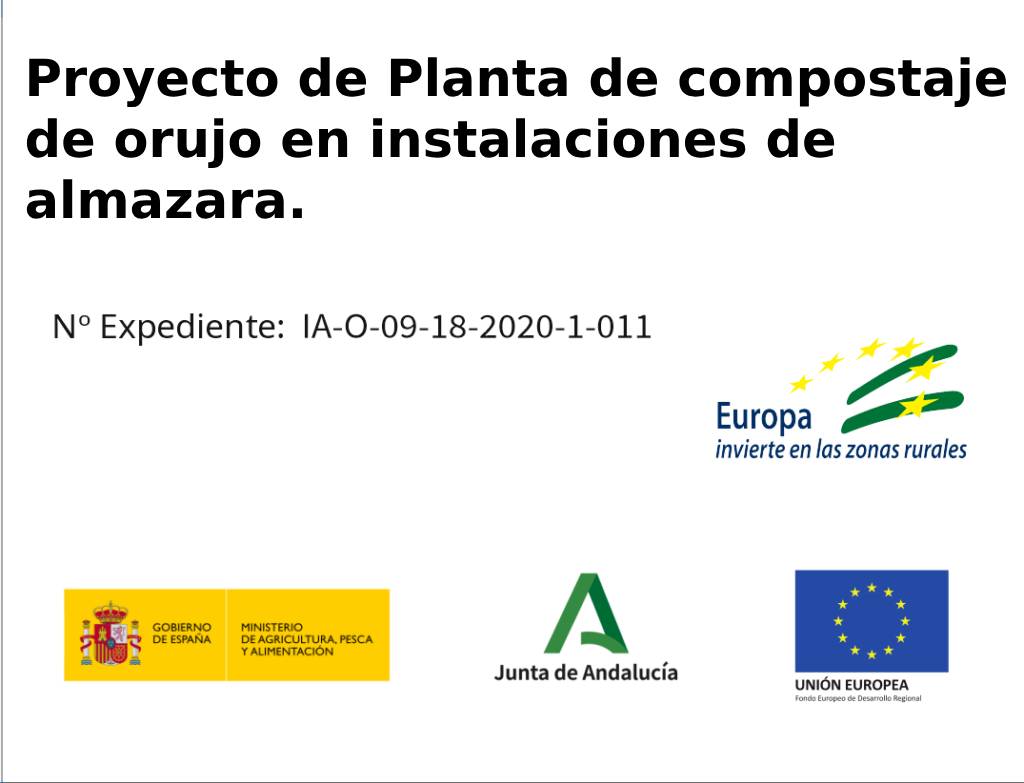 Proyecto de Planta de compostaje
de orujo en instalaciones de
almazara.
Nº Expediente: IA-O-09-18-2020-1-011
Europa
invierte en las zonas rurales
GOBIERNO
DE ESPAÑA
MINISTERIO
DE AGRICULTURA, PESCA
Y ALIMENTACIÓN
Junta de Andalucía
UNIÓN EUROPEA
Fondo Europeo de Desarrollo Regional